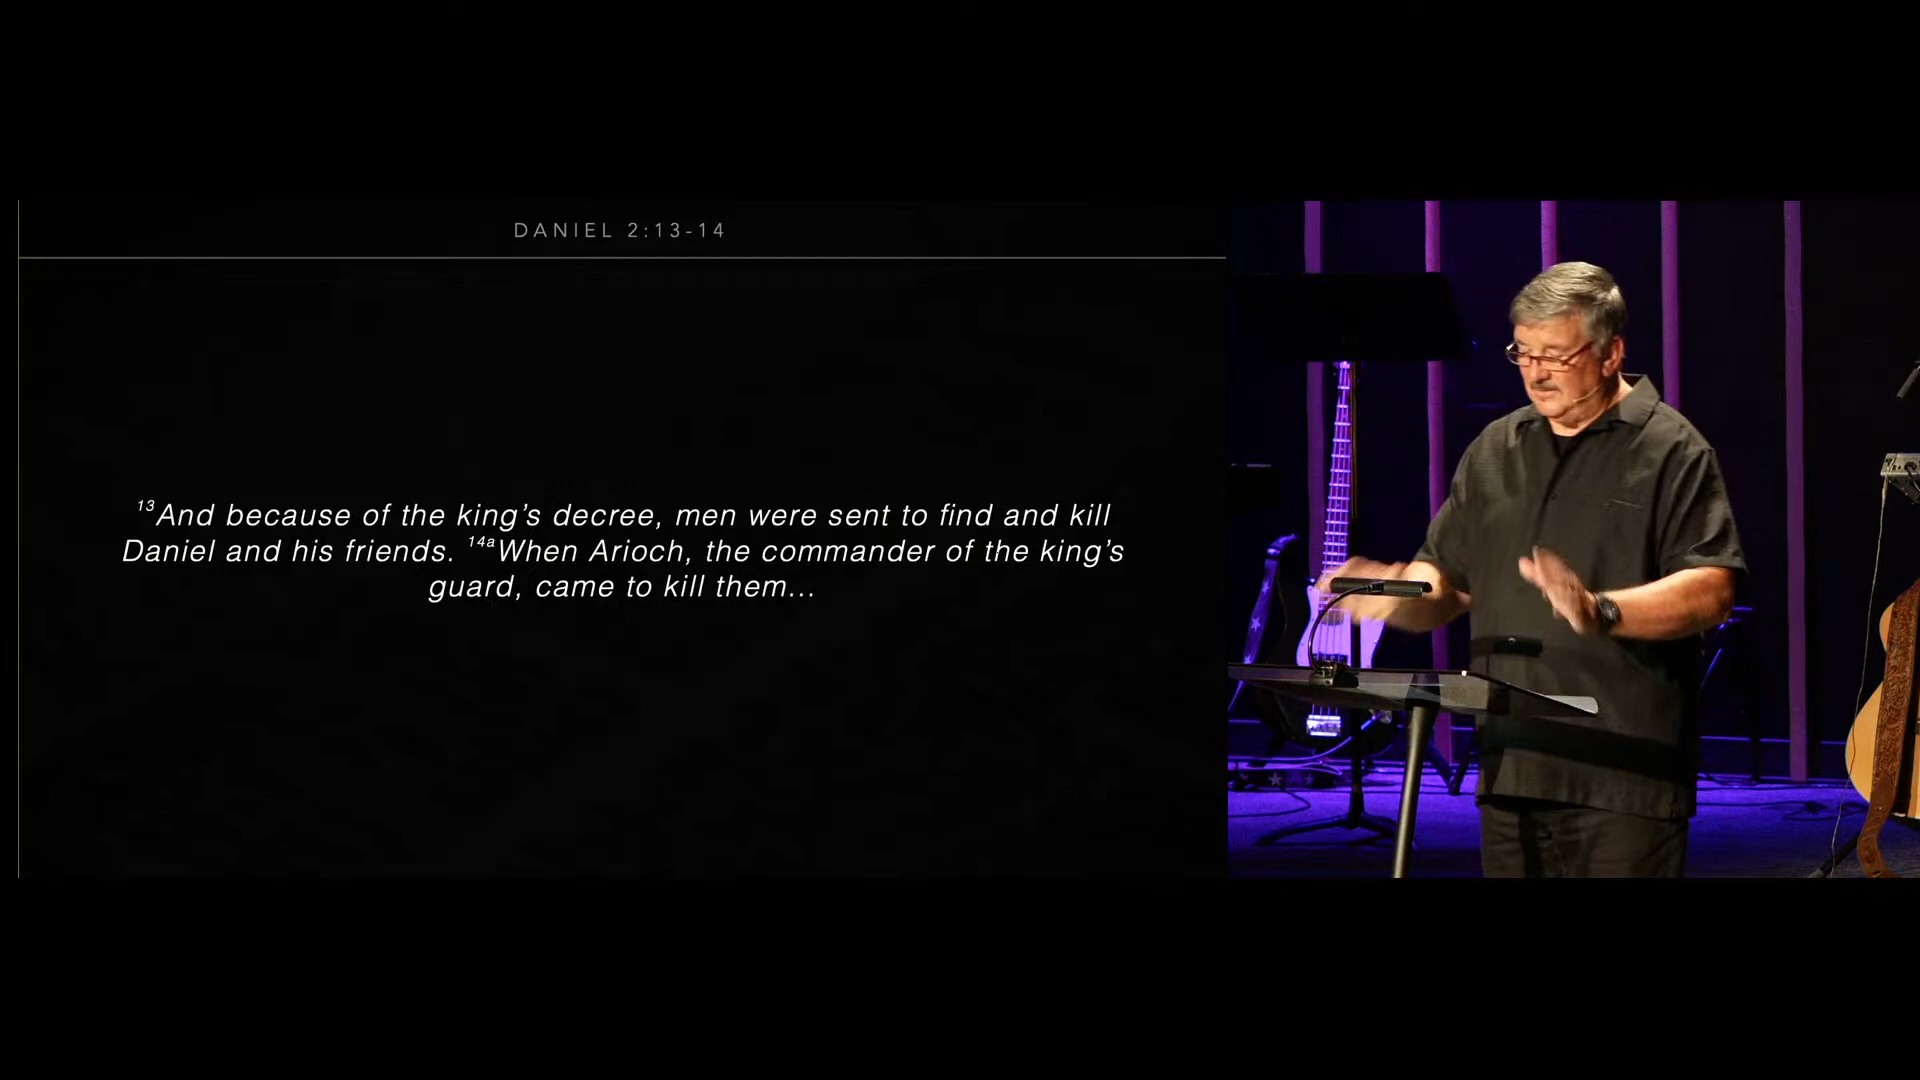 DANIEL 2:13-14
13And because of the king’s decree, men were sent to find and kill
Daniel and his friends. 14aWhen Arioch, the commander of the king’s
guard, came to kill them...